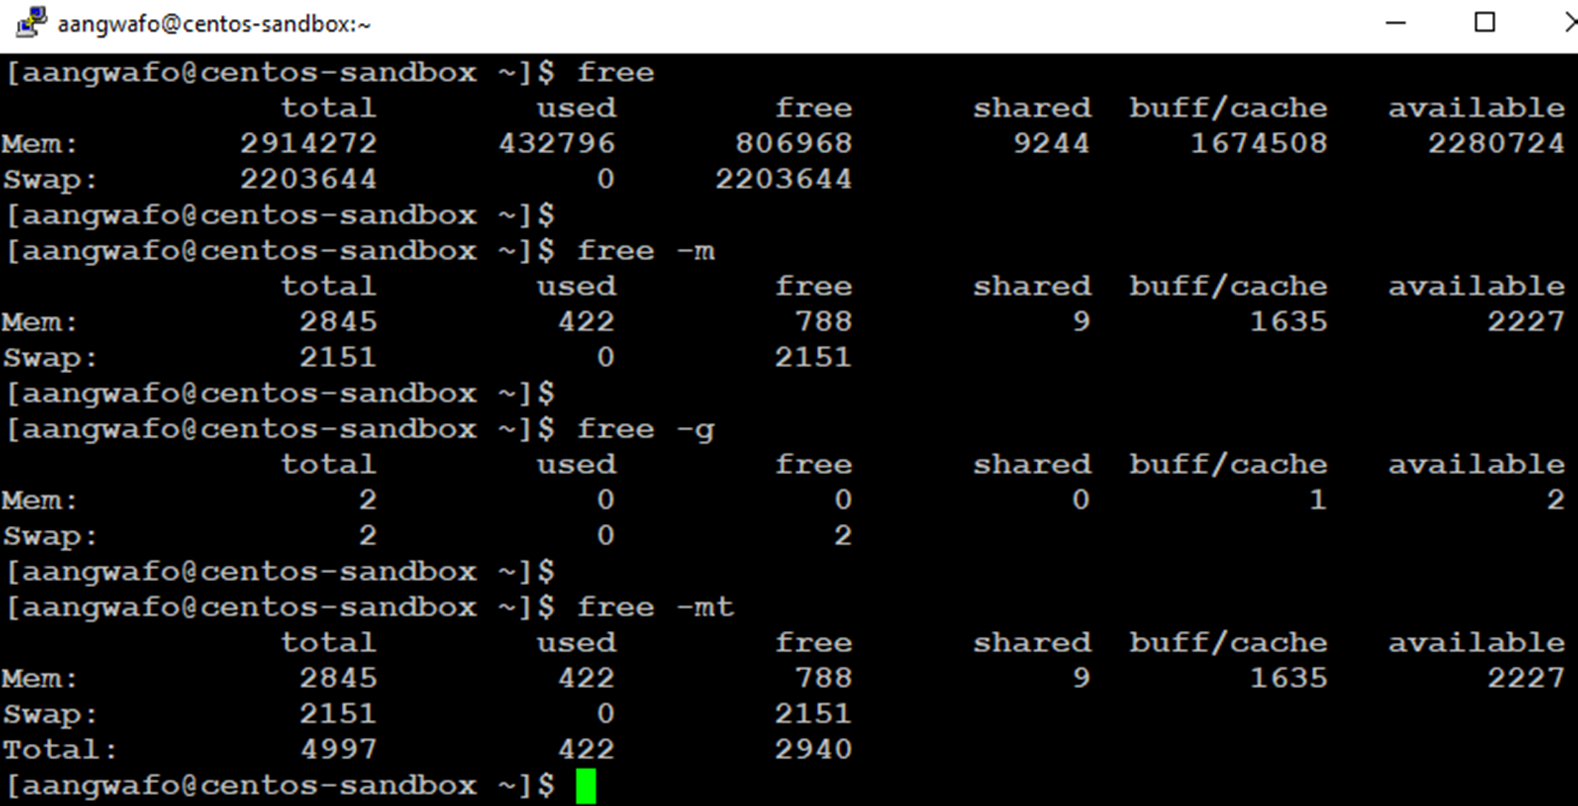 aangwafo@centos-sandbox:~
[aangwafo@centos-sandbox ~]$ free
              total        used        free      shared  buff/cache   available
Mem:        2914272      432796      806968        9244     1674508     2280724
Swap:       2203644           0     2203644
[aangwafo@centos-sandbox ~]$
[aangwafo@centos-sandbox ~]$ free -m
              total        used        free      shared  buff/cache   available
Mem:           2845         422         788           9        1635        2227
Swap:          2151           0        2151
[aangwafo@centos-sandbox ~]$
[aangwafo@centos-sandbox ~]$ free -g
              total        used        free      shared  buff/cache   available
Mem:              2           0           0           0           1           2
Swap:             2           0           2
[aangwafo@centos-sandbox ~]$
[aangwafo@centos-sandbox ~]$ free -mt
              total        used        free      shared  buff/cache   available
Mem:           2845         422         788           9        1635        2227
Swap:          2151           0        2151
Total:         4997         422        2940
[aangwafo@centos-sandbox ~]$